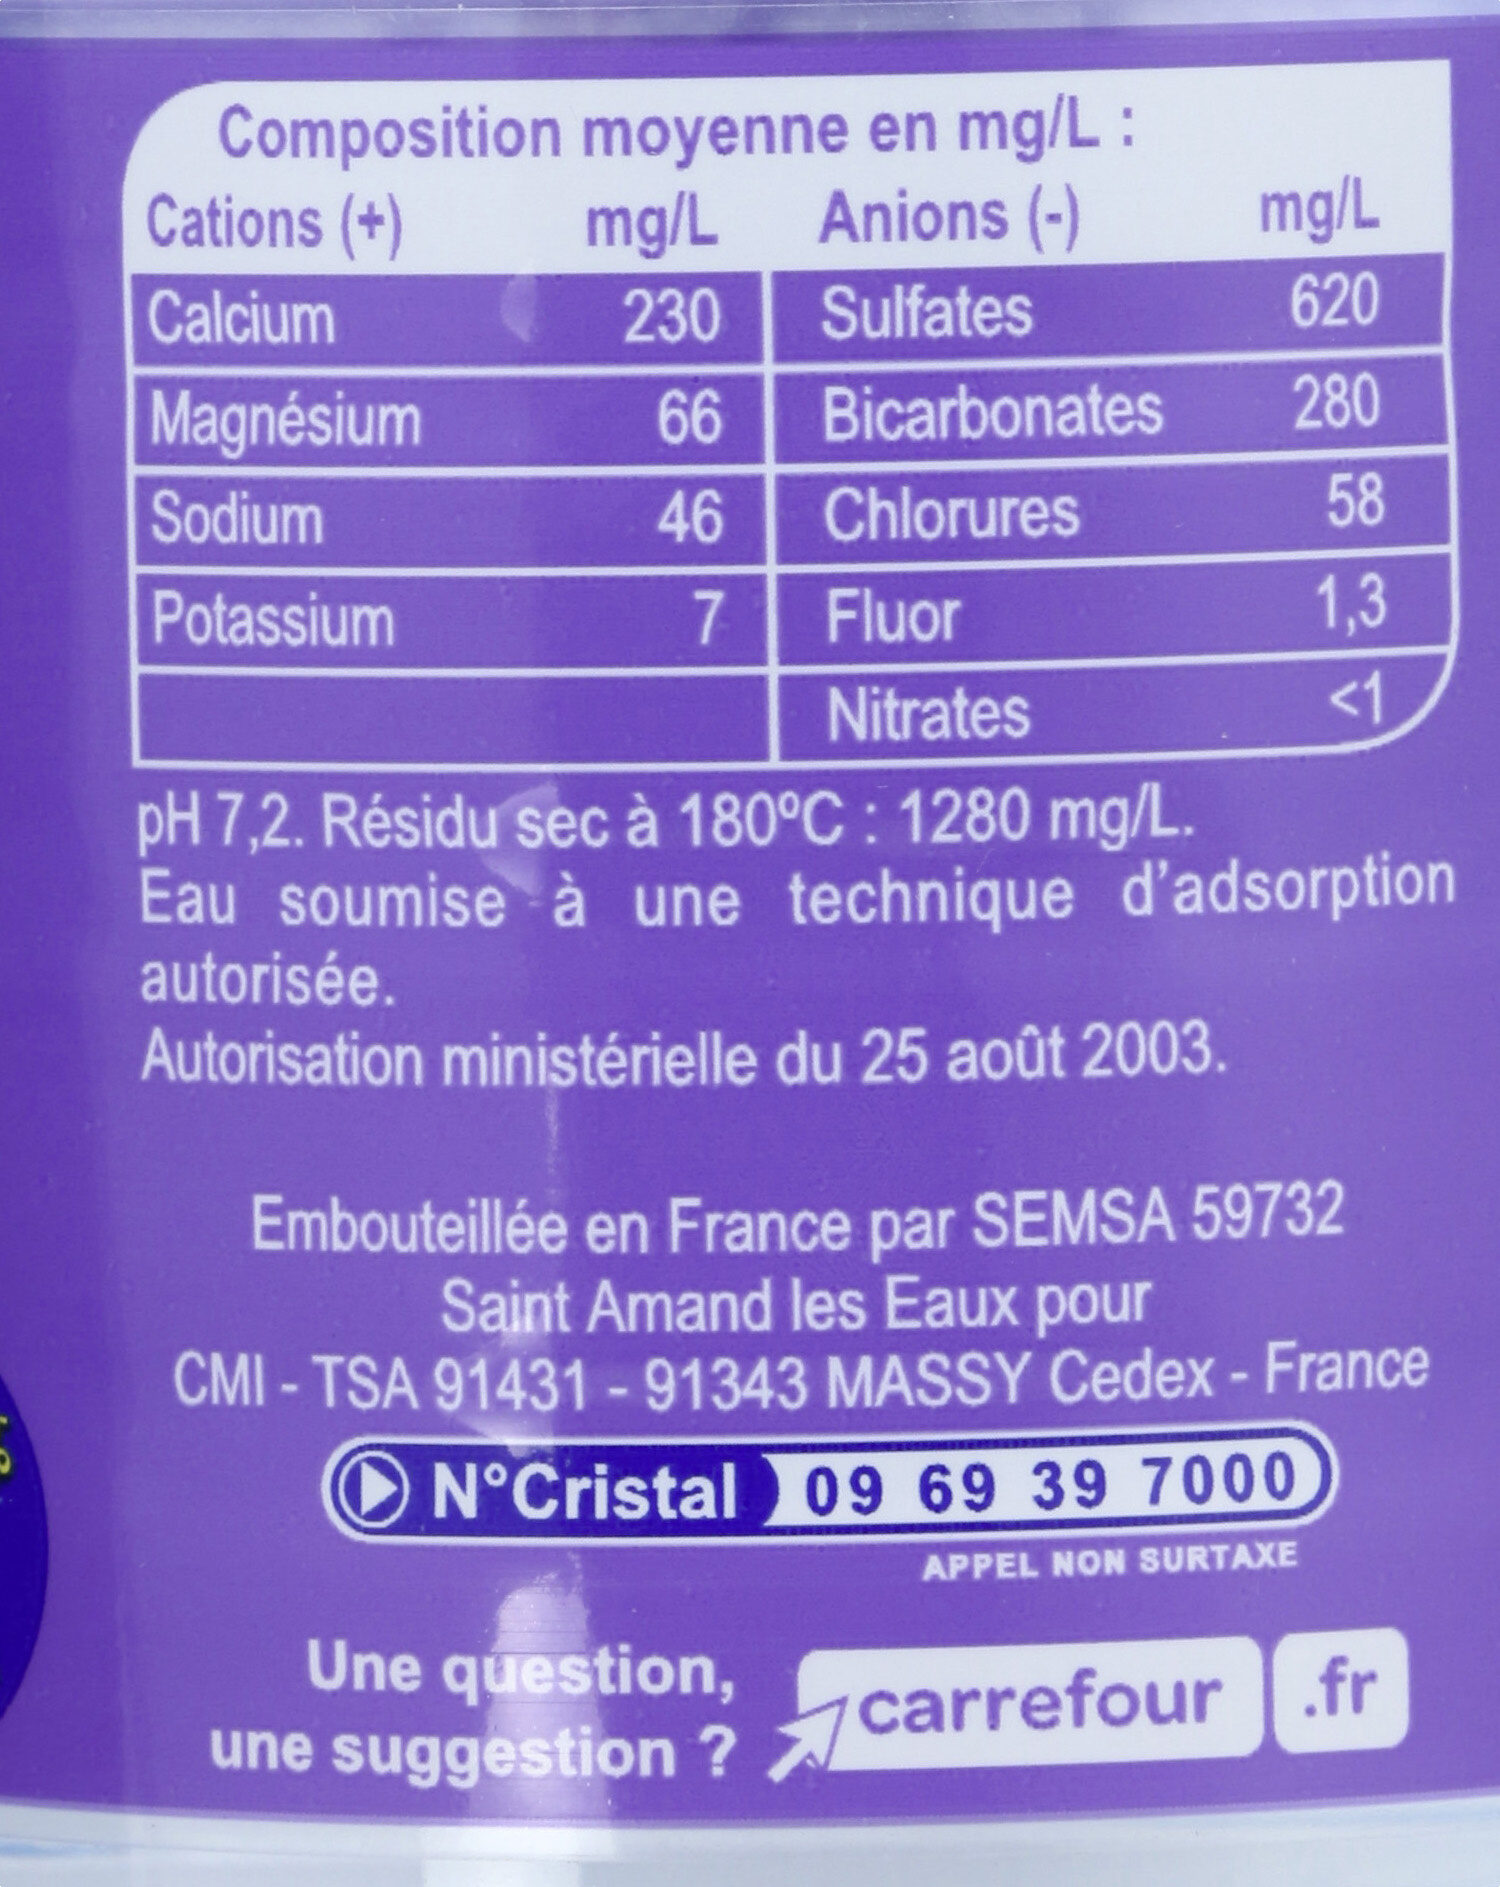 Composition moyenne en mg/L :
Cations (+) mg/L Anions (-) mg/L
Calcium 230 Sulfates 620
Magnésium 66 Bicarbonates 280
Sodium 46 Chlorures 58
Potassium 7 Fluor 1,3
Nitrates <1
pH 7,2. Résidu sec à 180ºC : 1280 mg/L.
Eau soumise à une technique d'adsorption
autorisée.
Autorisation ministérielle du 25 août 2003.
Embouteillée en France par SEMSA 59732
Saint Amand les Eaux pour
CMI - TSA 91431 - 91343 MASSY Cedex - France
N°Cristal 09 69 39 7000
APPEL NON SURTAXE
Une question,
une suggestion ?
carrefour .fr